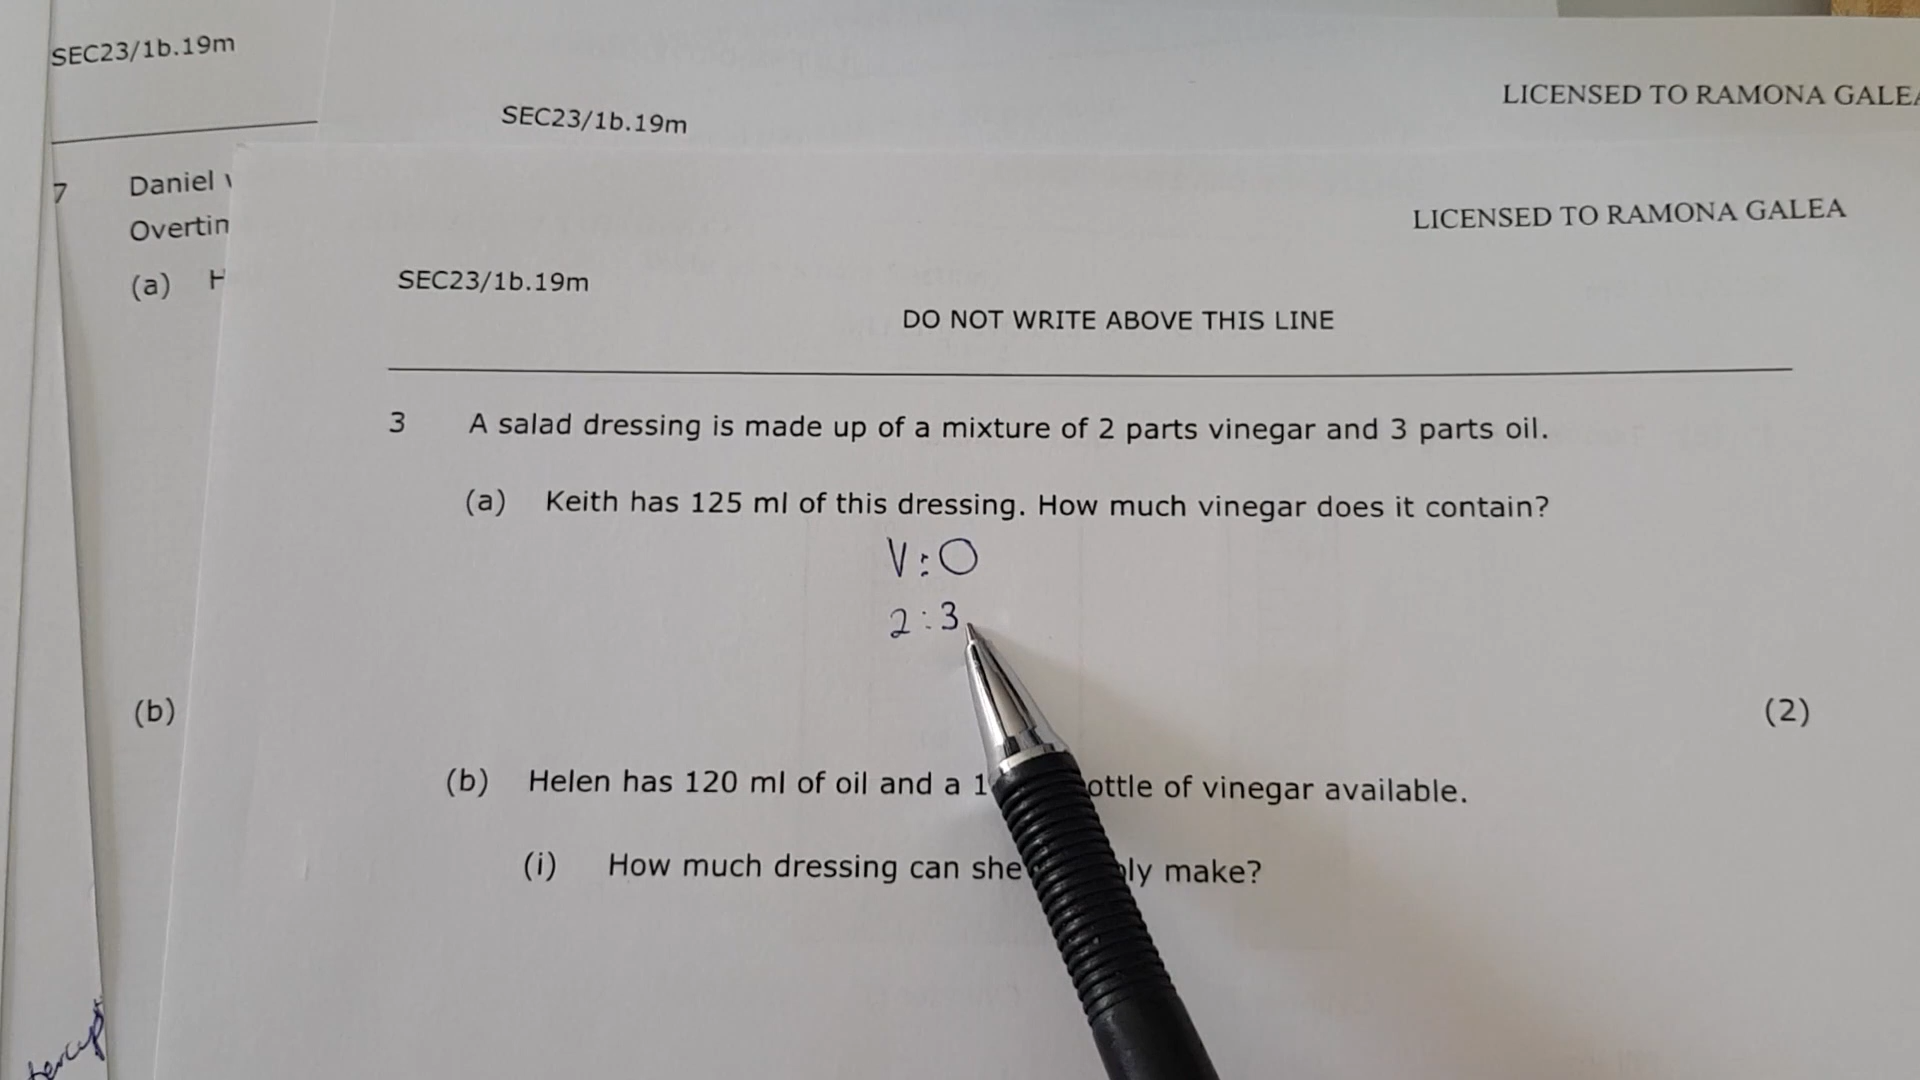 SEC23/1b.19m
LICENSED TO RAMONA GALEA
SEC23/1b.19m
7 Daniel
Overtin
(a) H
LICENSED TO RAMONA GALEA
SEC23/1b.19m
DO NOT WRITE ABOVE THIS LINE
3 A salad dressing is made up of a mixture of 2 parts vinegar and 3 parts oil.
(a) Keith has 125 ml of this dressing. How much vinegar does it contain?
V:O
2:3
(b)
(2)
(b) Helen has 120 ml of oil and a 1 ottle of vinegar available.
(i) How much dressing can she ly make?